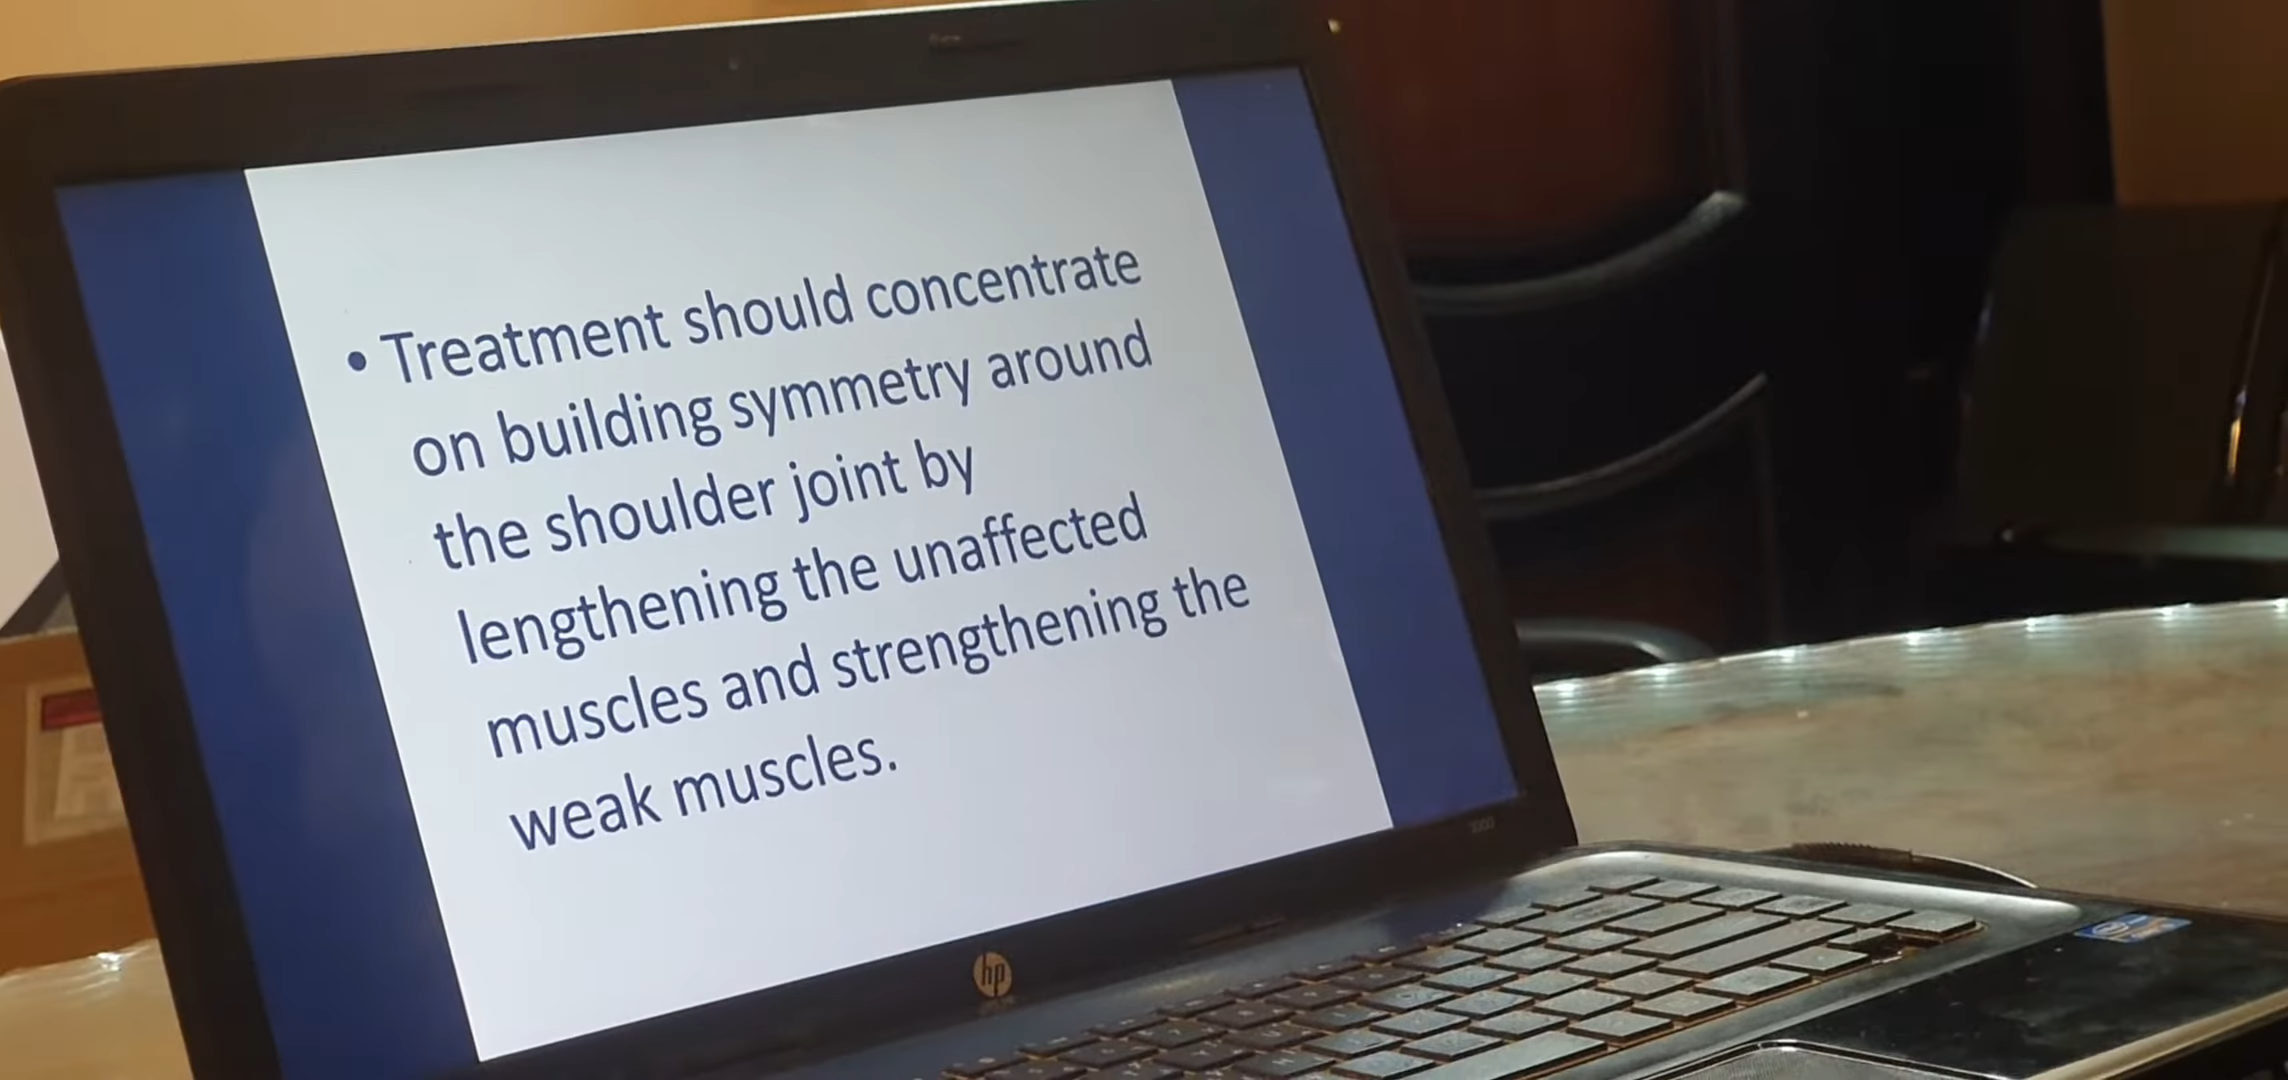 • Treatment should concentrate
on building symmetry around
the shoulder joint by
lengthening the unaffected
muscles and strengthening the
weak muscles.
2000
hp